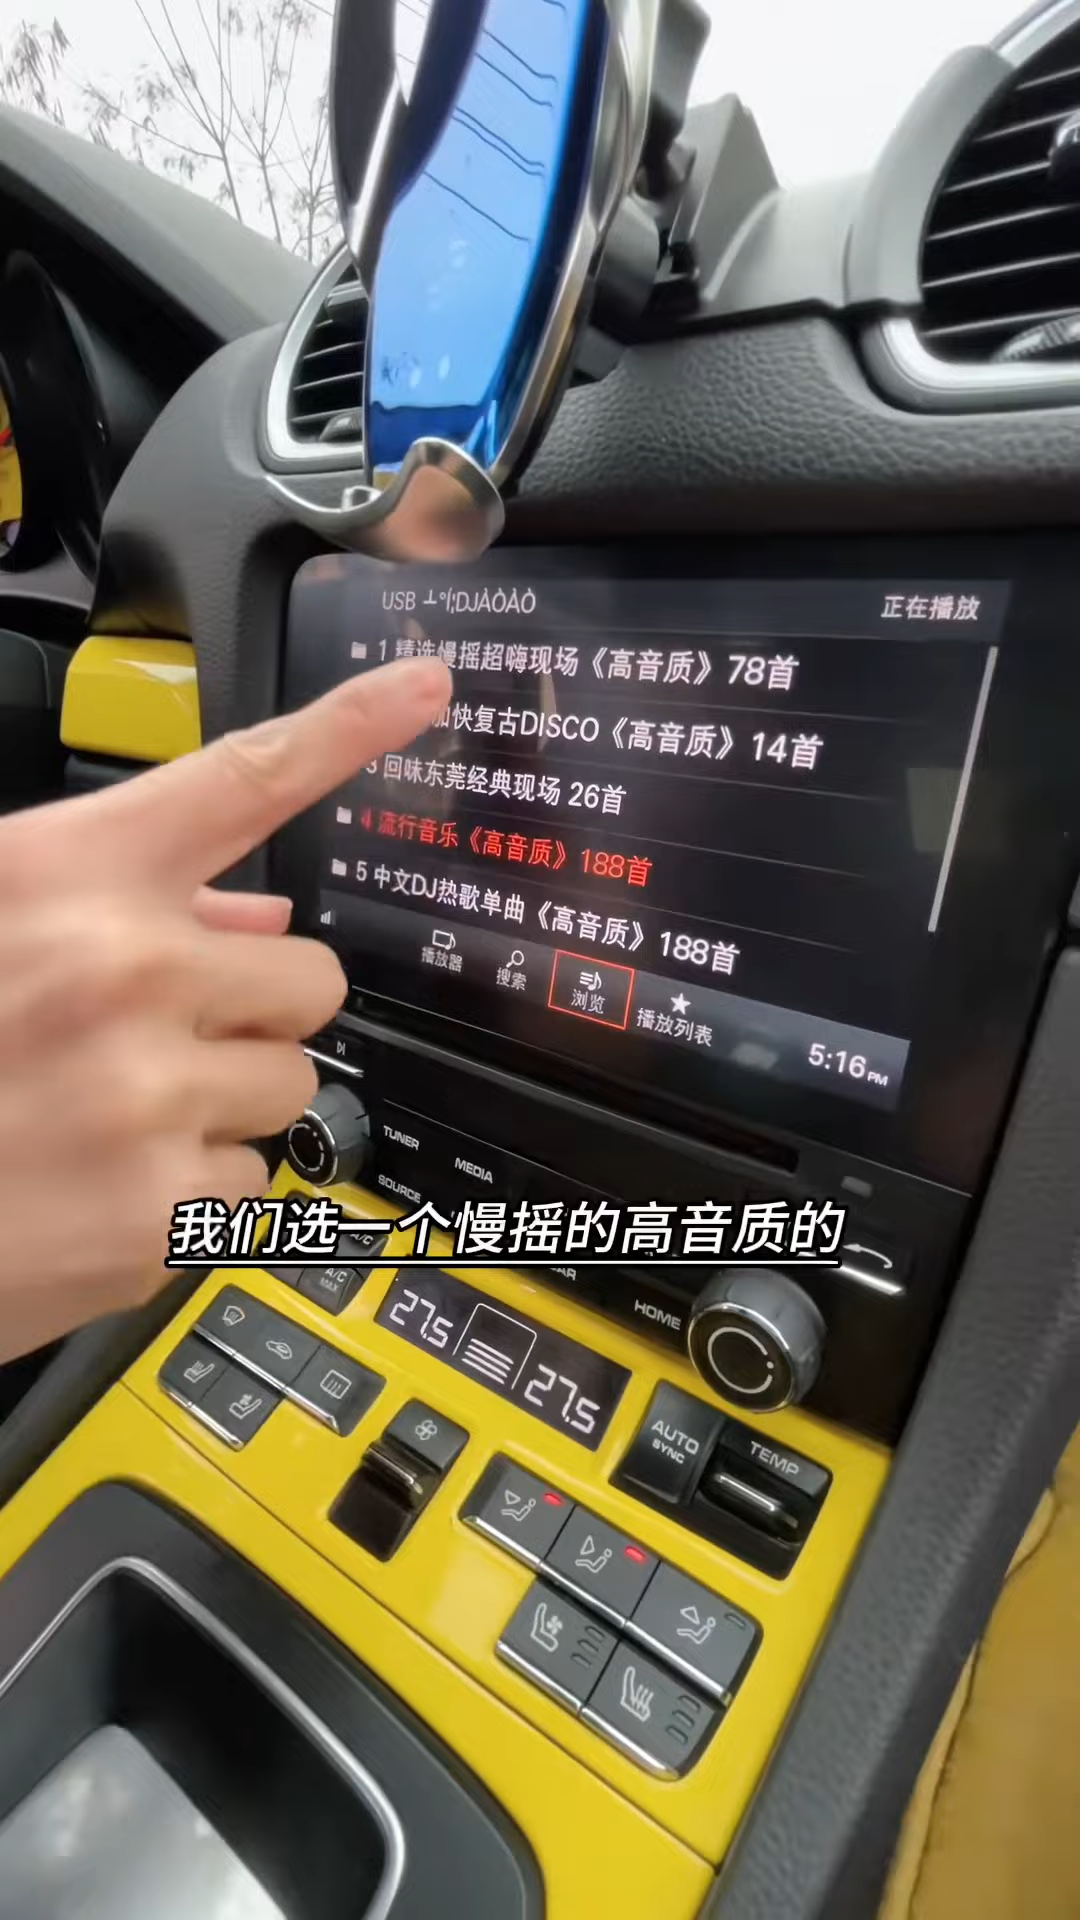 USB ┴°Í;DJÀÒÀÒ
正在播放
1 精选慢摇超嗨现场《高音质》78首
加快复古DISCO《高音质》14首
3 回味东莞经典现场 26首
4 流行音乐《高音质》188首
5 中文DJ热歌单曲《高音质》188首
播放器
搜索
浏览
播放列表
5:16 PM
TUNER
MEDIA
SOURCE
我们选一个慢摇的高音质的
A/C
A/C
MAX
HOME
27.5
27.5
AUTO
SYNC
TEMP